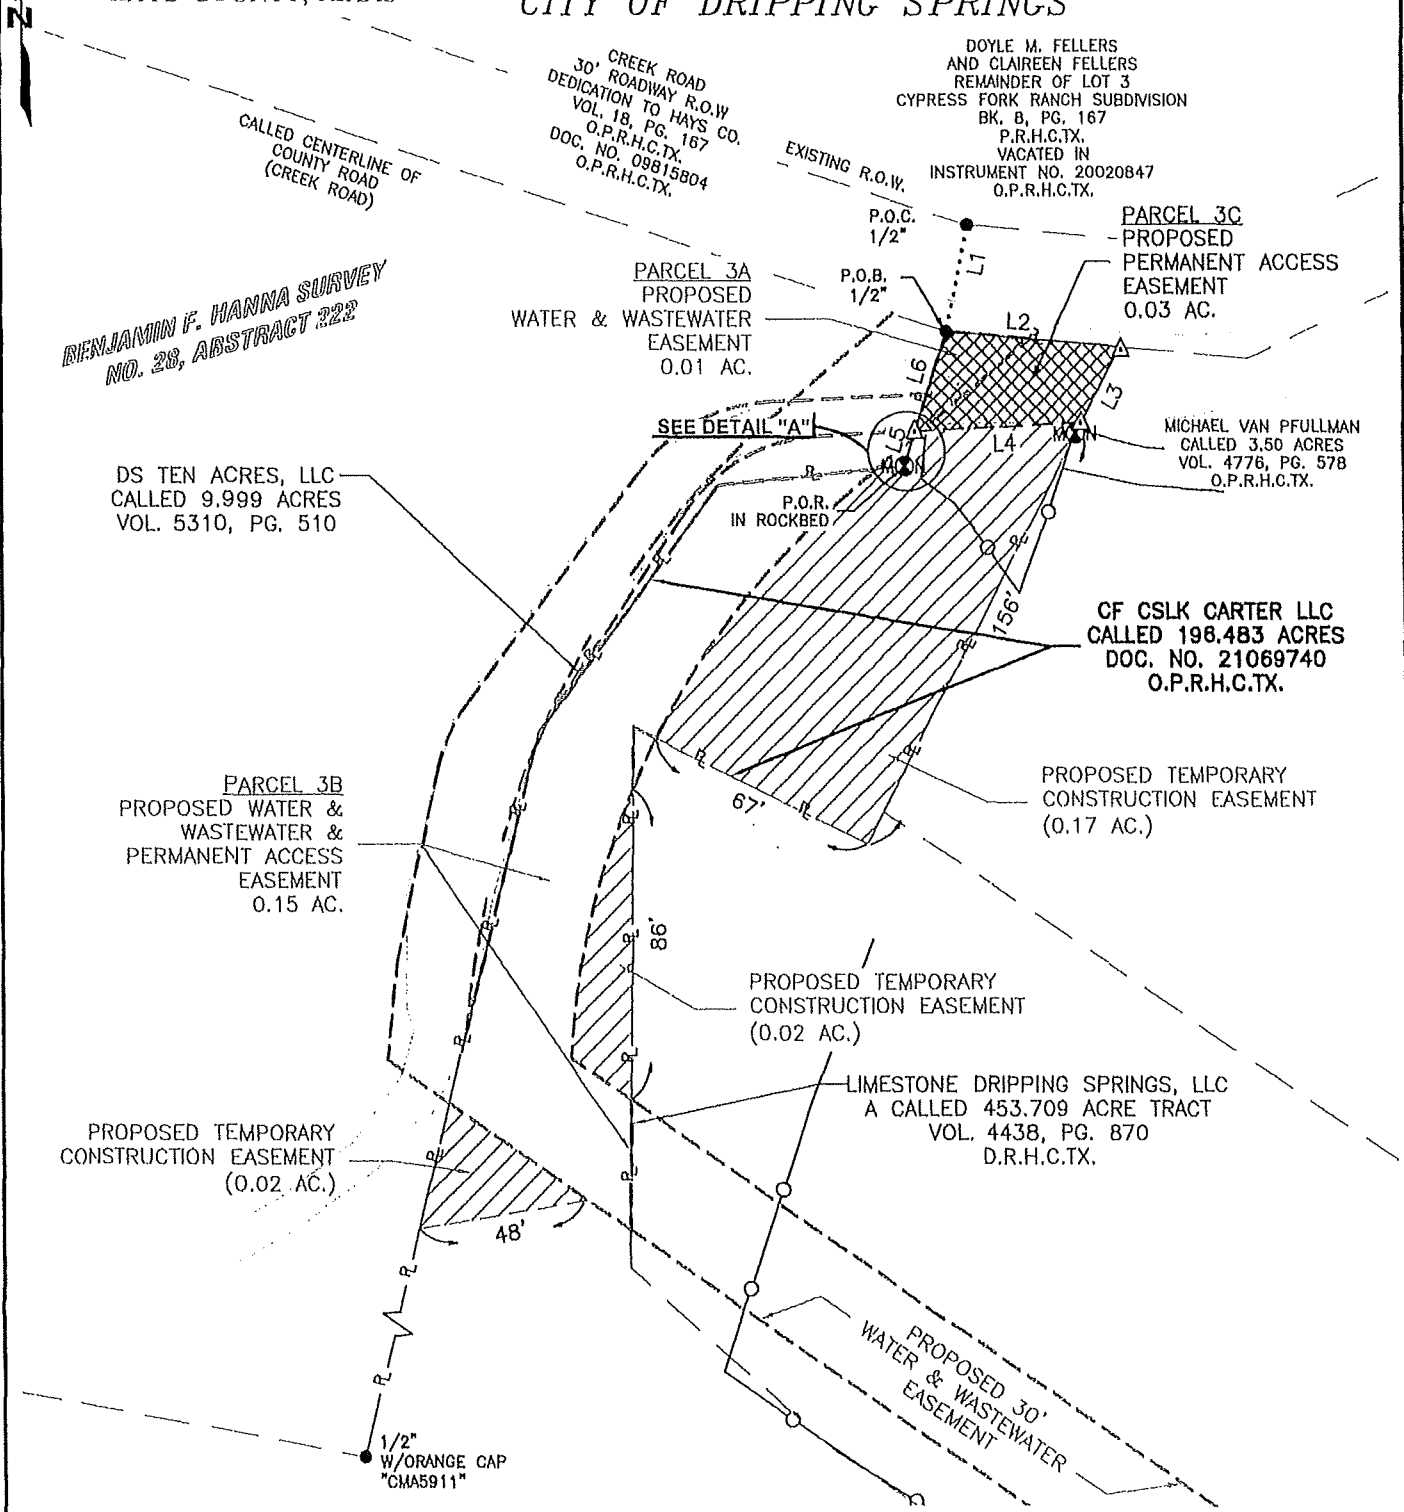 CITY OF DRIPPING SPRINGS
N
CREEK ROAD
30' ROADWAY R.O.W
DEDICATION TO HAYS CO.
VOL. 18, PG. 167
O.P.R.H.C.TX.
DOC. NO. 09815804
O.P.R.H.C.TX.
DOYLE M. FELLERS
AND CLAIREEN FELLERS
REMAINDER OF LOT 3
CYPRESS FORK RANCH SUBDIVISION
BK. 8, PG. 167
P.R.H.C.TX.
VACATED IN
INSTRUMENT NO. 20020847
O.P.R.H.C.TX.
CALLED CENTERLINE OF
COUNTY ROAD
(CREEK ROAD)
EXISTING R.O.W.
P.O.C.
1/2"
L1
PARCEL 3C
PROPOSED
PERMANENT ACCESS
EASEMENT
0.03 AC.
BENJAMIN F. HANNA SURVEY
NO. 28, ABSTRACT 222
PARCEL 3A
PROPOSED
WATER & WASTEWATER
EASEMENT
0.01 AC.
P.O.B.
1/2"
L2
L6
L3
SEE DETAIL "A"
L5
L4
MON
MON
MICHAEL VAN PFULLMAN
CALLED 3.50 ACRES
VOL. 4776, PG. 578
O.P.R.H.C.TX.
DS TEN ACRES, LLC
CALLED 9.999 ACRES
VOL. 5310, PG. 510
P.O.R.
IN ROCKBED
156'
CF CSLK CARTER LLC
CALLED 196.483 ACRES
DOC. NO. 21069740
O.P.R.H.C.TX.
PARCEL 3B
PROPOSED WATER &
WASTEWATER &
PERMANENT ACCESS
EASEMENT
0.15 AC.
67'
PROPOSED TEMPORARY
CONSTRUCTION EASEMENT
(0.17 AC.)
86'
PROPOSED TEMPORARY
CONSTRUCTION EASEMENT
(0.02 AC.)
LIMESTONE DRIPPING SPRINGS, LLC
A CALLED 453.709 ACRE TRACT
VOL. 4438, PG. 870
D.R.H.C.TX.
PROPOSED TEMPORARY
CONSTRUCTION EASEMENT
(0.02 AC.)
48'
PROPOSED 30'
WATER & WASTEWATER
EASEMENT
1/2"
W/ORANGE CAP
"CMA5911"